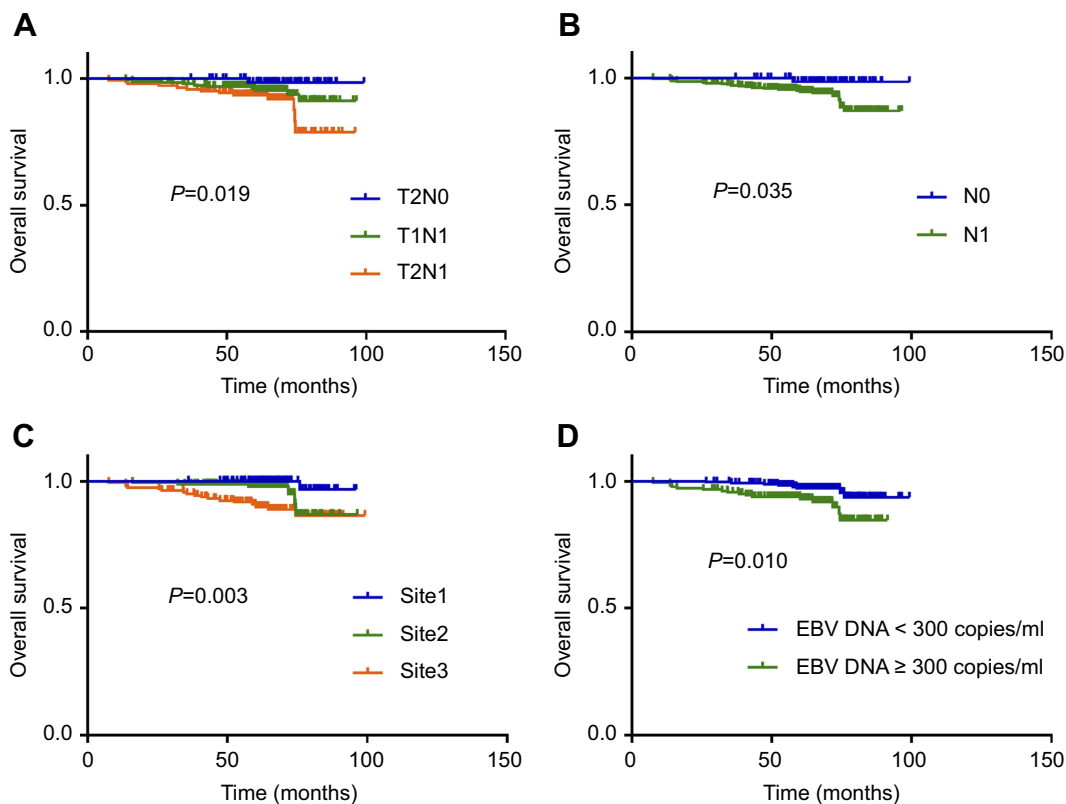 A
Overall survival
1.0
0.5
0.0
P=0.019
T2N0
T1N1
T2N1
0
50
100
150
Time (months)
B
Overall survival
1.0
0.5
0.0
P=0.035
N0
N1
0
50
100
150
Time (months)
C
Overall survival
1.0
0.5
0.0
P=0.003
Site1
Site2
Site3
0
50
100
150
Time (months)
D
Overall survival
1.0
0.5
0.0
P=0.010
EBV DNA < 300 copies/ml
EBV DNA ≥ 300 copies/ml
0
50
100
150
Time (months)